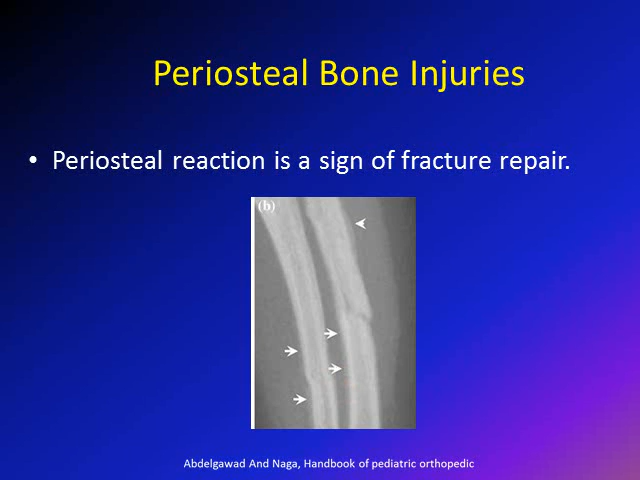 Periosteal Bone Injuries
• Periosteal reaction is a sign of fracture repair.
(b)
Abdelgawad And Naga, Handbook of pediatric orthopedic